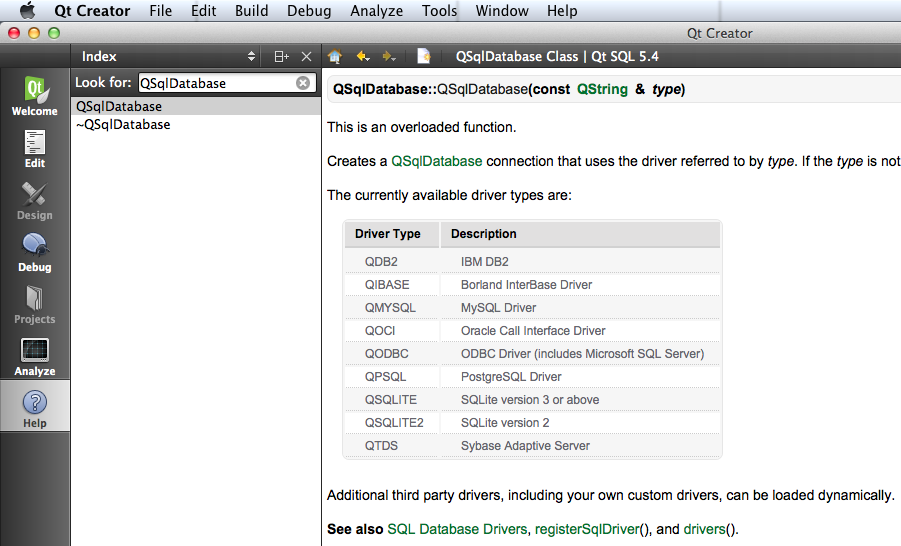 Qt Creator File Edit Build Debug Analyze Tools Window Help
Qt Creator
Index
QSqlDatabase Class | Qt SQL 5.4
Look for: QSqlDatabase
QSqlDatabase
~QSqlDatabase
Qt
Welcome
Edit
Design
Debug
Projects
Analyze
Help
QSqlDatabase::QSqlDatabase(const QString & type)
This is an overloaded function.
Creates a QSqlDatabase connection that uses the driver referred to by type. If the type is not
The currently available driver types are:
Driver Type Description
QDB2 IBM DB2
QIBASE Borland InterBase Driver
QMYSQL MySQL Driver
QOCI Oracle Call Interface Driver
QODBC ODBC Driver (includes Microsoft SQL Server)
QPSQL PostgreSQL Driver
QSQLITE SQLite version 3 or above
QSQLITE2 SQLite version 2
QTDS Sybase Adaptive Server
Additional third party drivers, including your own custom drivers, can be loaded dynamically.
See also SQL Database Drivers, registerSqlDriver(), and drivers().